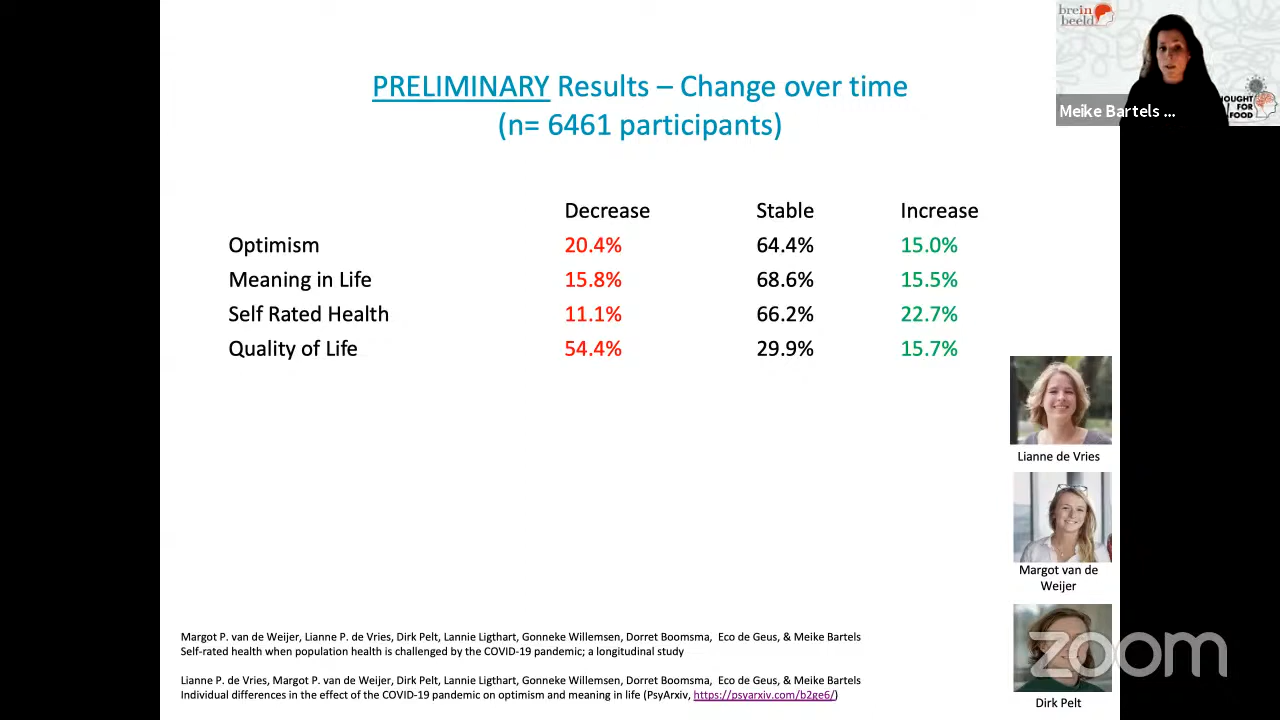 brein
beeld
Meike Bartels ...
HOUGHT
FOR
FOOD
PRELIMINARY Results – Change over time
(n= 6461 participants)
Decrease Stable Increase
Optimism 20.4% 64.4% 15.0%
Meaning in Life 15.8% 68.6% 15.5%
Self Rated Health 11.1% 66.2% 22.7%
Quality of Life 54.4% 29.9% 15.7%
Lianne de Vries
Margot van de
Weijer
zoom
Dirk Pelt
Margot P. van de Weijer, Lianne P. de Vries, Dirk Pelt, Lannie Ligthart, Gonneke Willemsen, Dorret Boomsma, Eco de Geus, & Meike Bartels
Self-rated health when population health is challenged by the COVID-19 pandemic; a longitudinal study
Lianne P. de Vries, Margot P. van de Weijer, Dirk Pelt, Lannie Ligthart, Gonneke Willemsen, Dorret Boomsma, Eco de Geus, & Meike Bartels
Individual differences in the effect of the COVID-19 pandemic on optimism and meaning in life (PsyArxiv, https://psyarxiv.com/b2ge6/)